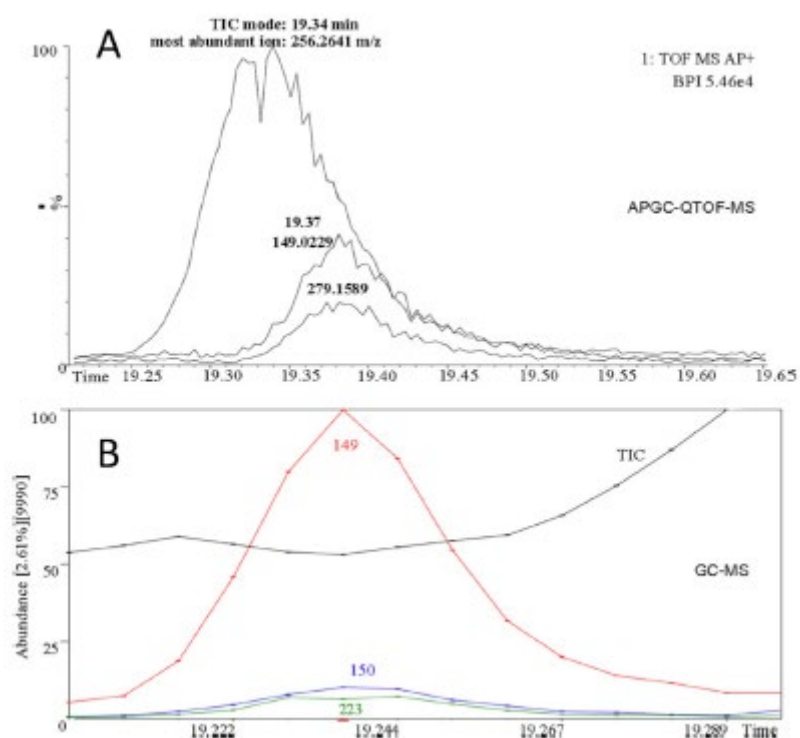 A
TIC mode: 19.34 min
most abundant ion: 256.2641 m/z
1: TOF MS AP+
BPI 5.46e4
APGC-QTOF-MS
100
%
0
19.37
149.0229
279.1589
Time 19.25 19.30 19.35 19.40 19.45 19.50 19.55 19.60 19.65
B
Abundance [2.61%][9990]
100
75
50
25
0
149
TIC
GC-MS
150
223
19.222 19.244 19.267 19.289 Time